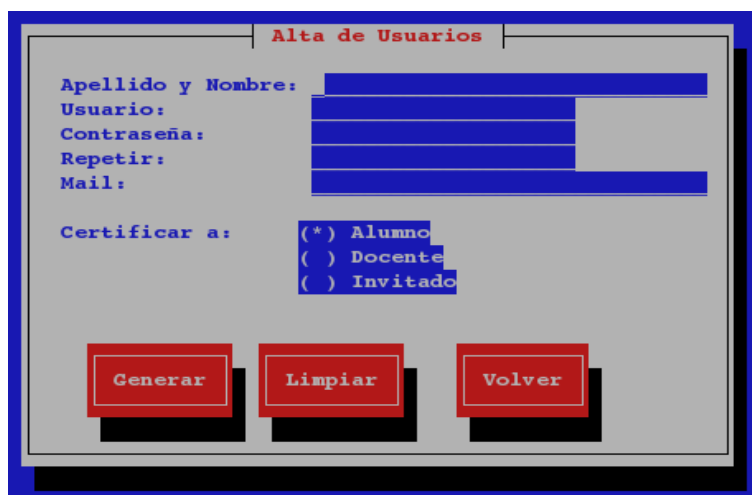 Alta de Usuarios
Apellido y Nombre:
Usuario:
Contraseña:
Repetir:
Mail:
Certificar a: (*) Alumno
( ) Docente
( ) Invitado
Generar Limpiar Volver